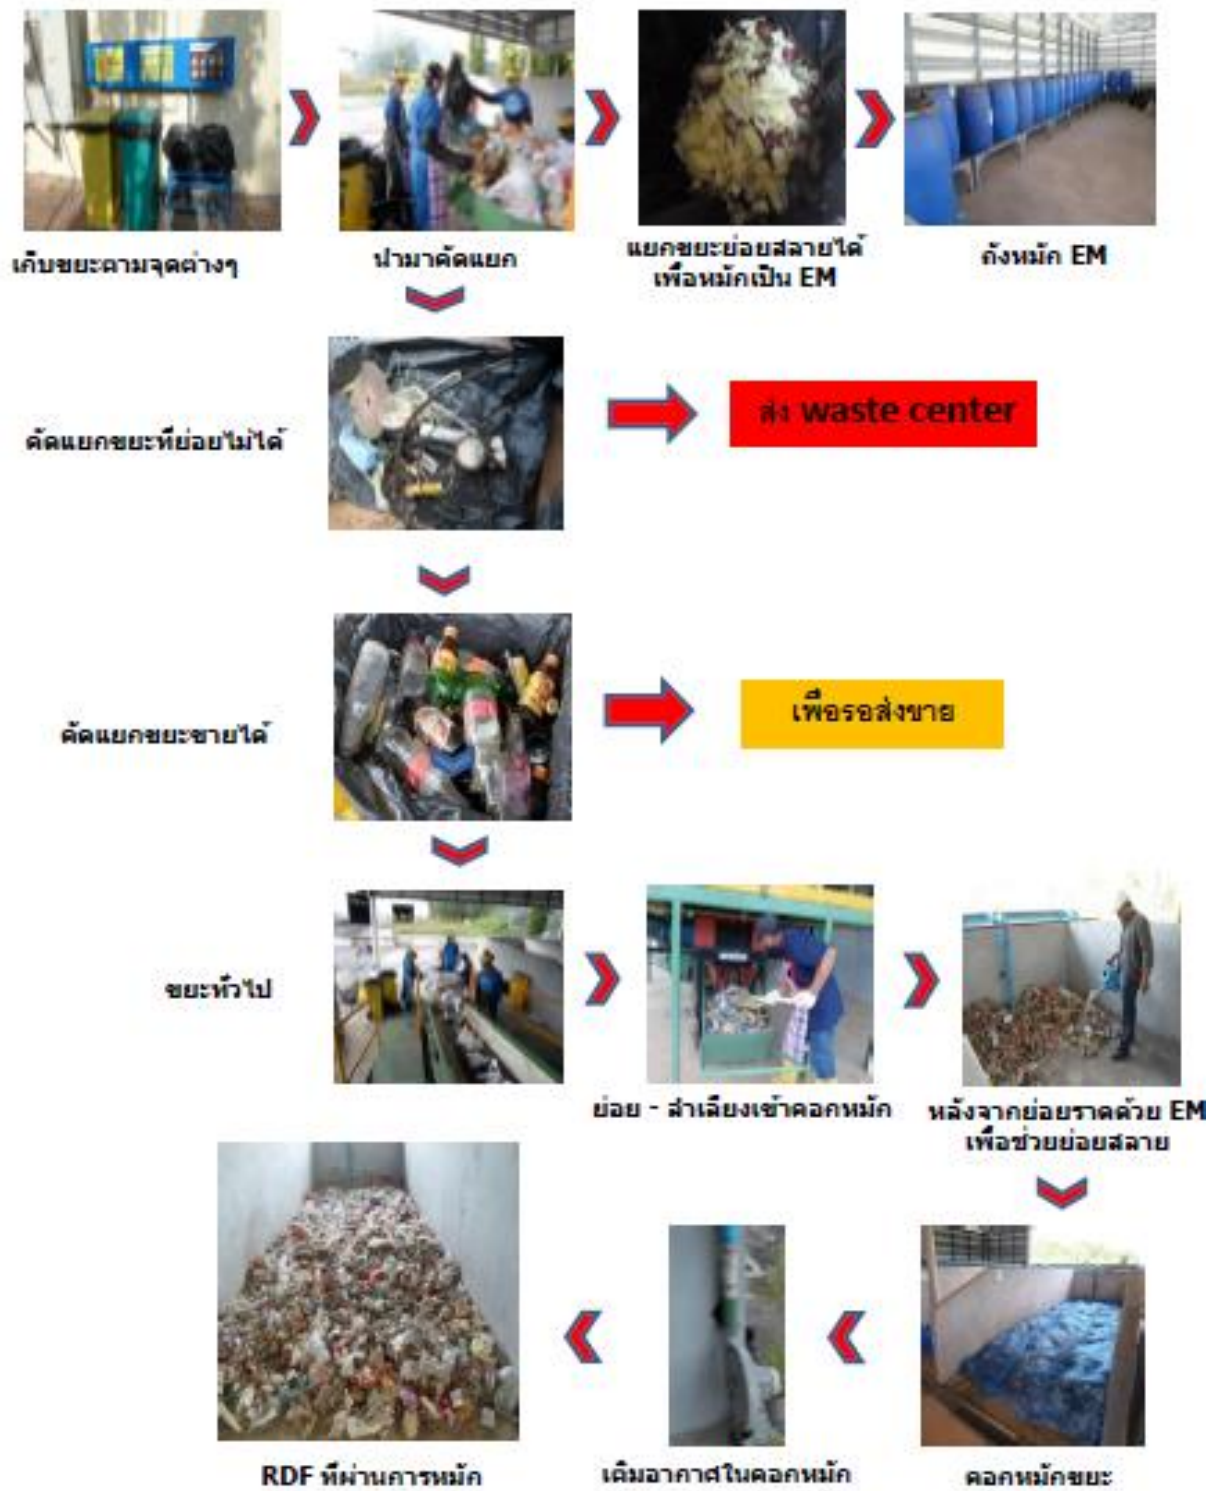 เก็บขยะตามจุดต่างๆ
นำมาคัดแยก
แยกขยะย่อยสลายได้
เพื่อหมักเป็น EM
ถังหมัก EM
คัดแยกขยะที่ย่อยไม่ได้
ส่ง waste center
คัดแยกขยะขายได้
เพื่อรอส่งขาย
ขยะทั่วไป
ย่อย - ลำเลียงเข้าคอกหมัก
หลังจากย่อยราดด้วย EM
เพื่อช่วยย่อยสลาย
RDF ที่ผ่านการหมัก
เติมอากาศในคอกหมัก
คอกหมักขยะ